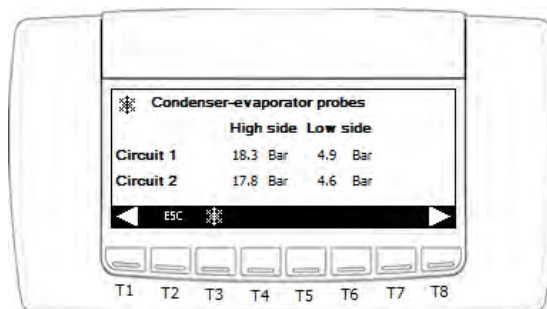 Condenser-evaporator probes
High side Low side
Circuit 1 18.3 Bar 4.9 Bar
Circuit 2 17.8 Bar 4.6 Bar
ESC
T1 T2 T3 T4 T5 T6 T7 T8